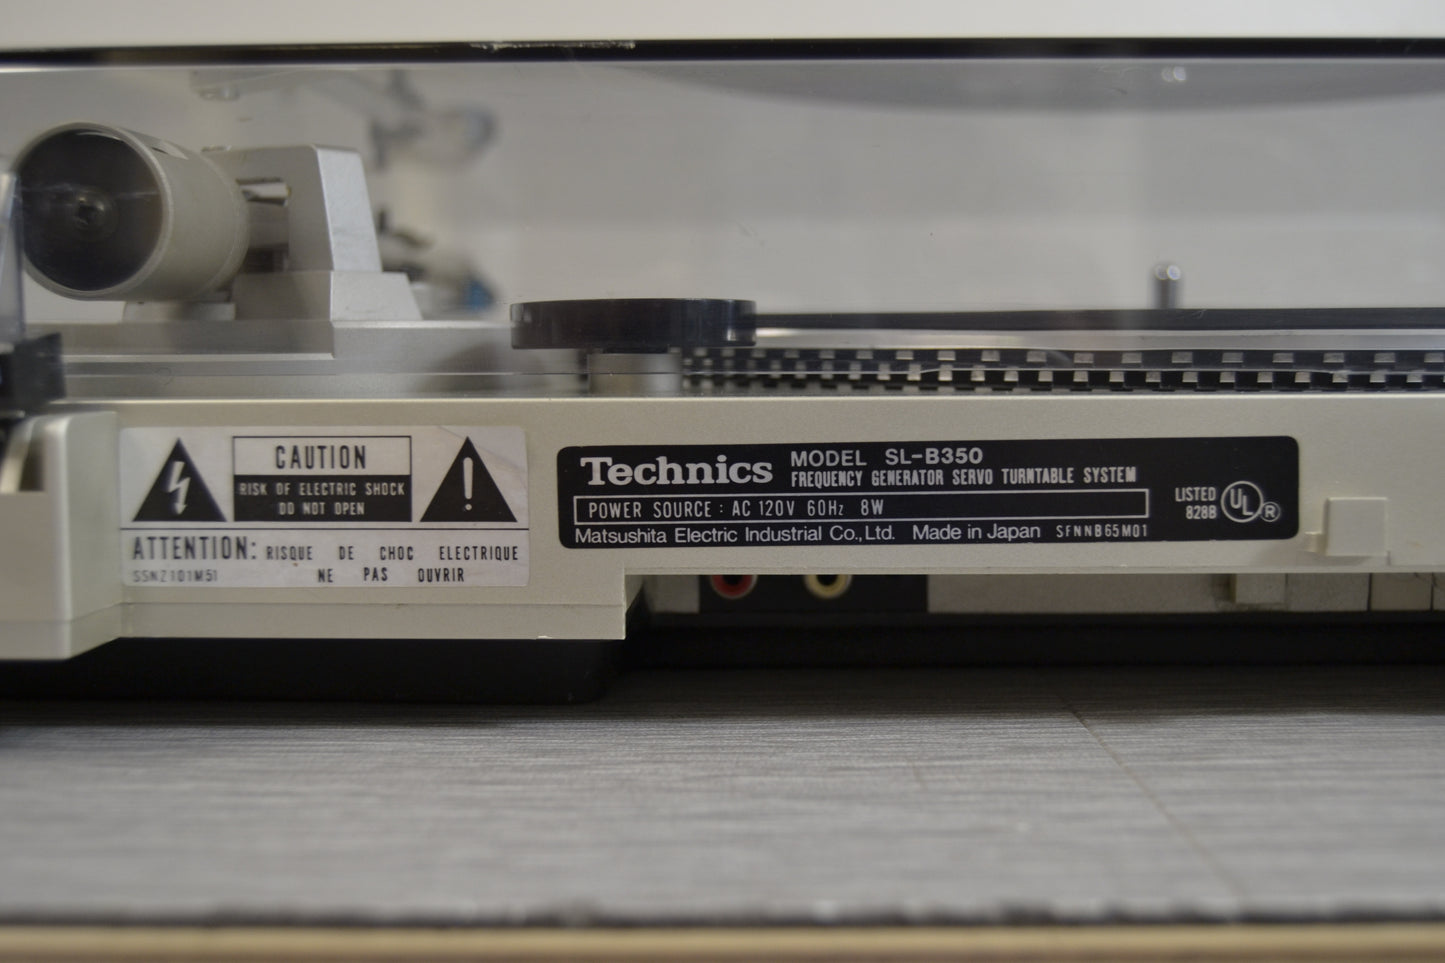 CAUTION
RISK OF ELECTRIC SHOCK
DO NOT OPEN
ATTENTION: RISQUE DE CHOC ELECTRIQUE
SSNZ101M51 NE PAS OUVRIR
Technics MODEL SL-B350
FREQUENCY GENERATOR SERVO TURNTABLE SYSTEM
POWER SOURCE : AC 120V 60Hz 8W
Matsushita Electric Industrial Co.,Ltd. Made in Japan SFNNB65M01
LISTED
828B
UL ®